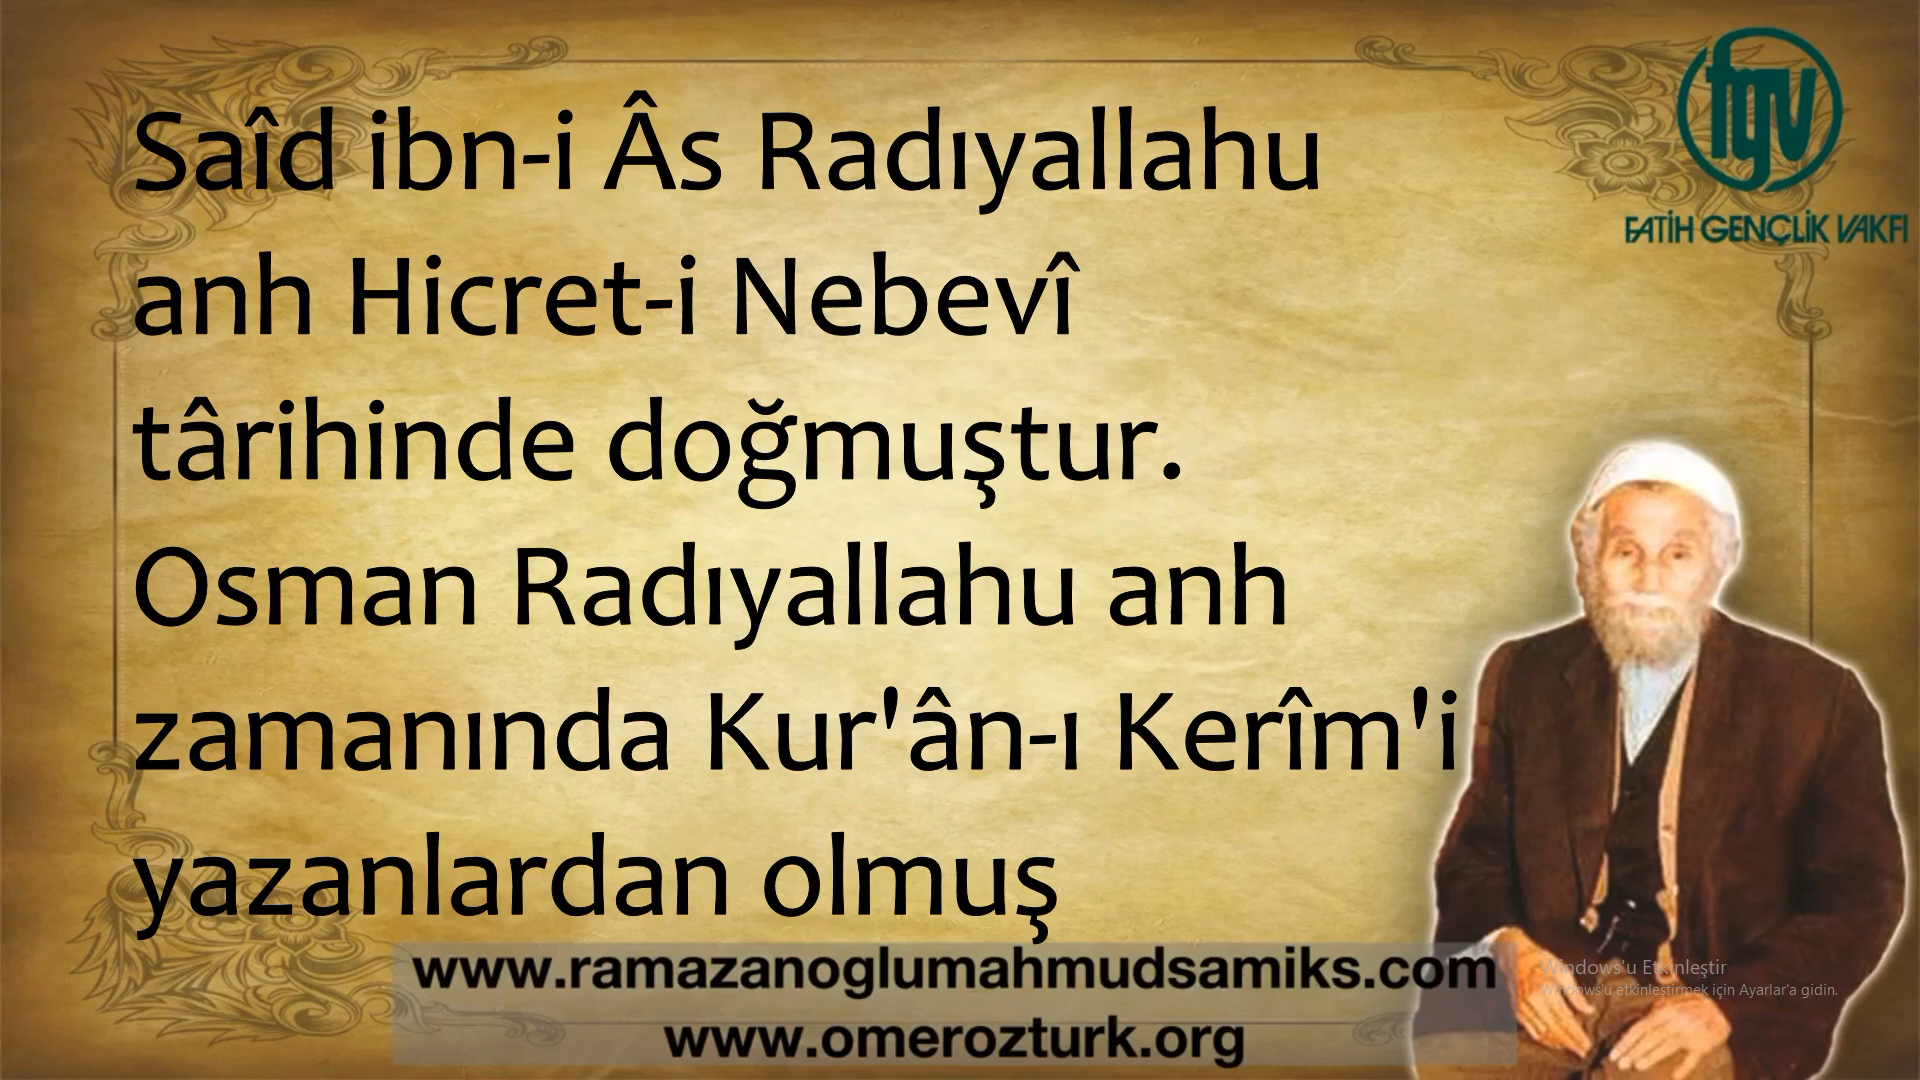 Saîd ibn-i Âs Radıyallahu
anh Hicret-i Nebevî
târihinde doğmuştur.
Osman Radıyallahu anh
zamanında Kur'ân-ı Kerîm'i
yazanlardan olmuş
fgv
FATİH GENÇLİK VAKFI
www.ramazanoglumahmudsamiks.com
www.omerozturk.org
Windows'u Etkinleştir
Windows'u etkinleştirmek için Ayarlar'a gidin.